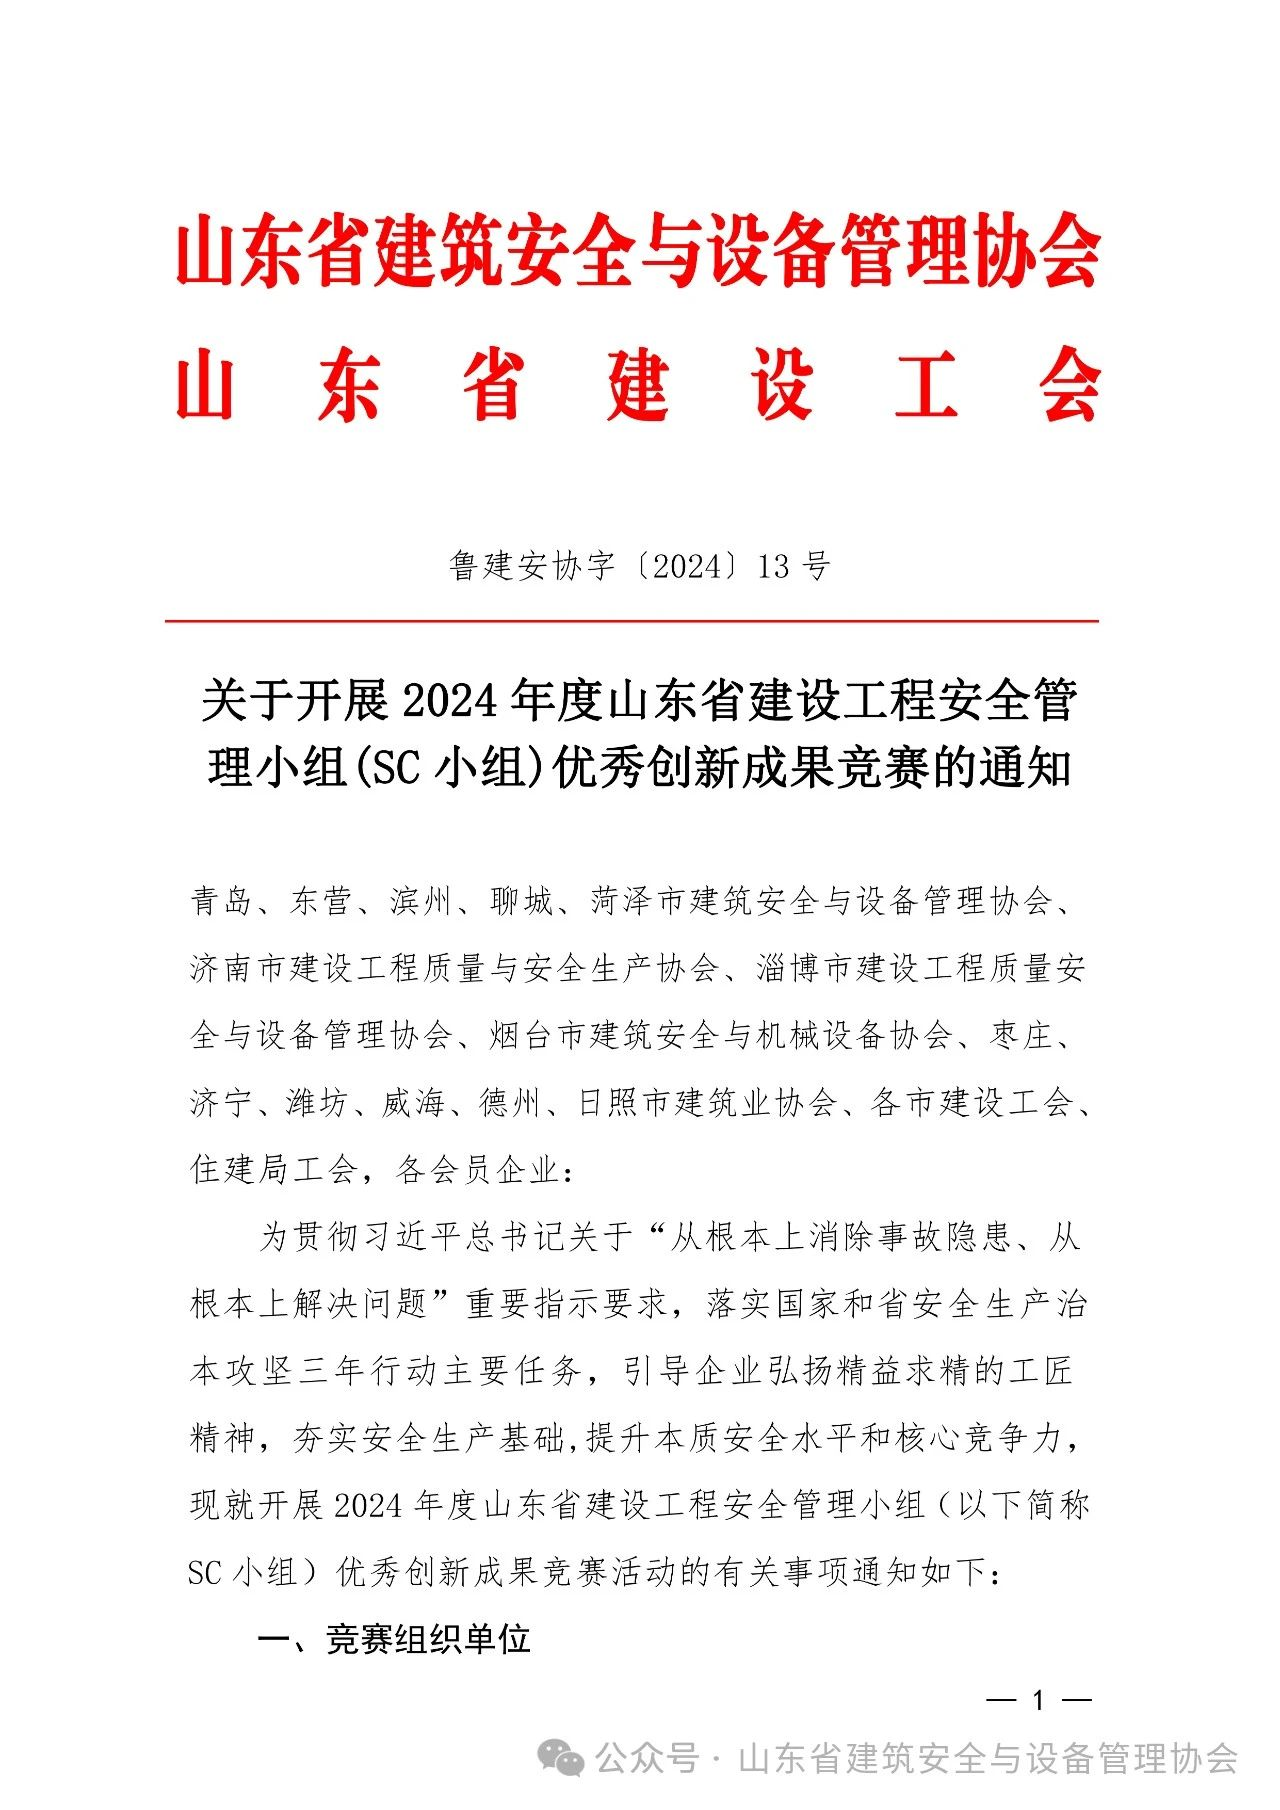 山东省建筑安全与设备管理协会
山东省建设工会
鲁建安协字〔2024〕13号
关于开展 2024 年度山东省建设工程安全管
理小组(SC 小组)优秀创新成果竞赛的通知
青岛、东营、滨州、聊城、菏泽市建筑安全与设备管理协会、
济南市建设工程质量与安全生产协会、淄博市建设工程质量安
全与设备管理协会、烟台市建筑安全与机械设备协会、枣庄、
济宁、潍坊、威海、德州、日照市建筑业协会、各市建设工会、
住建局工会，各会员企业：
为贯彻习近平总书记关于“从根本上消除事故隐患、从
根本上解决问题”重要指示要求，落实国家和省安全生产治
本攻坚三年行动主要任务，引导企业弘扬精益求精的工匠
精神，夯实安全生产基础,提升本质安全水平和核心竞争力，
现就开展 2024 年度山东省建设工程安全管理小组（以下简称
SC 小组）优秀创新成果竞赛活动的有关事项通知如下：
一、竞赛组织单位
— 1 —
公众号·山东省建筑安全与设备管理协会